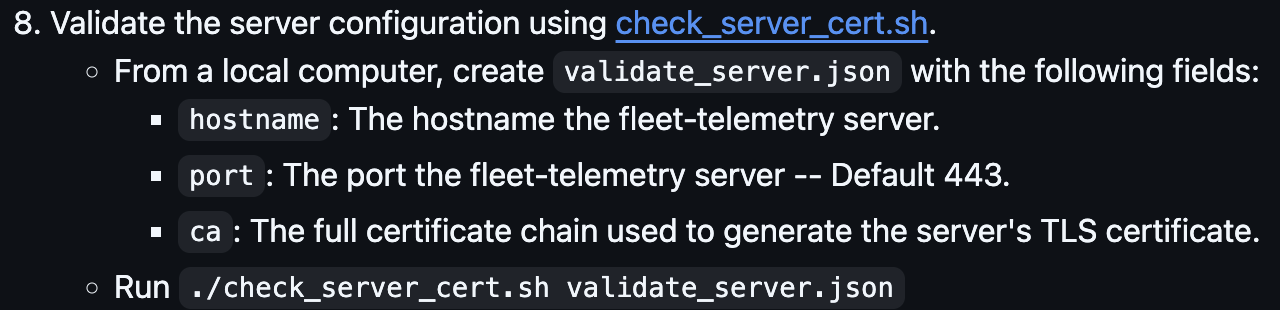 8. Validate the server configuration using check_server_cert.sh.
○ From a local computer, create validate_server.json with the following fields:
▪ hostname: The hostname the fleet-telemetry server.
▪ port: The port the fleet-telemetry server -- Default 443.
▪ ca: The full certificate chain used to generate the server's TLS certificate.
○ Run ./check_server_cert.sh validate_server.json